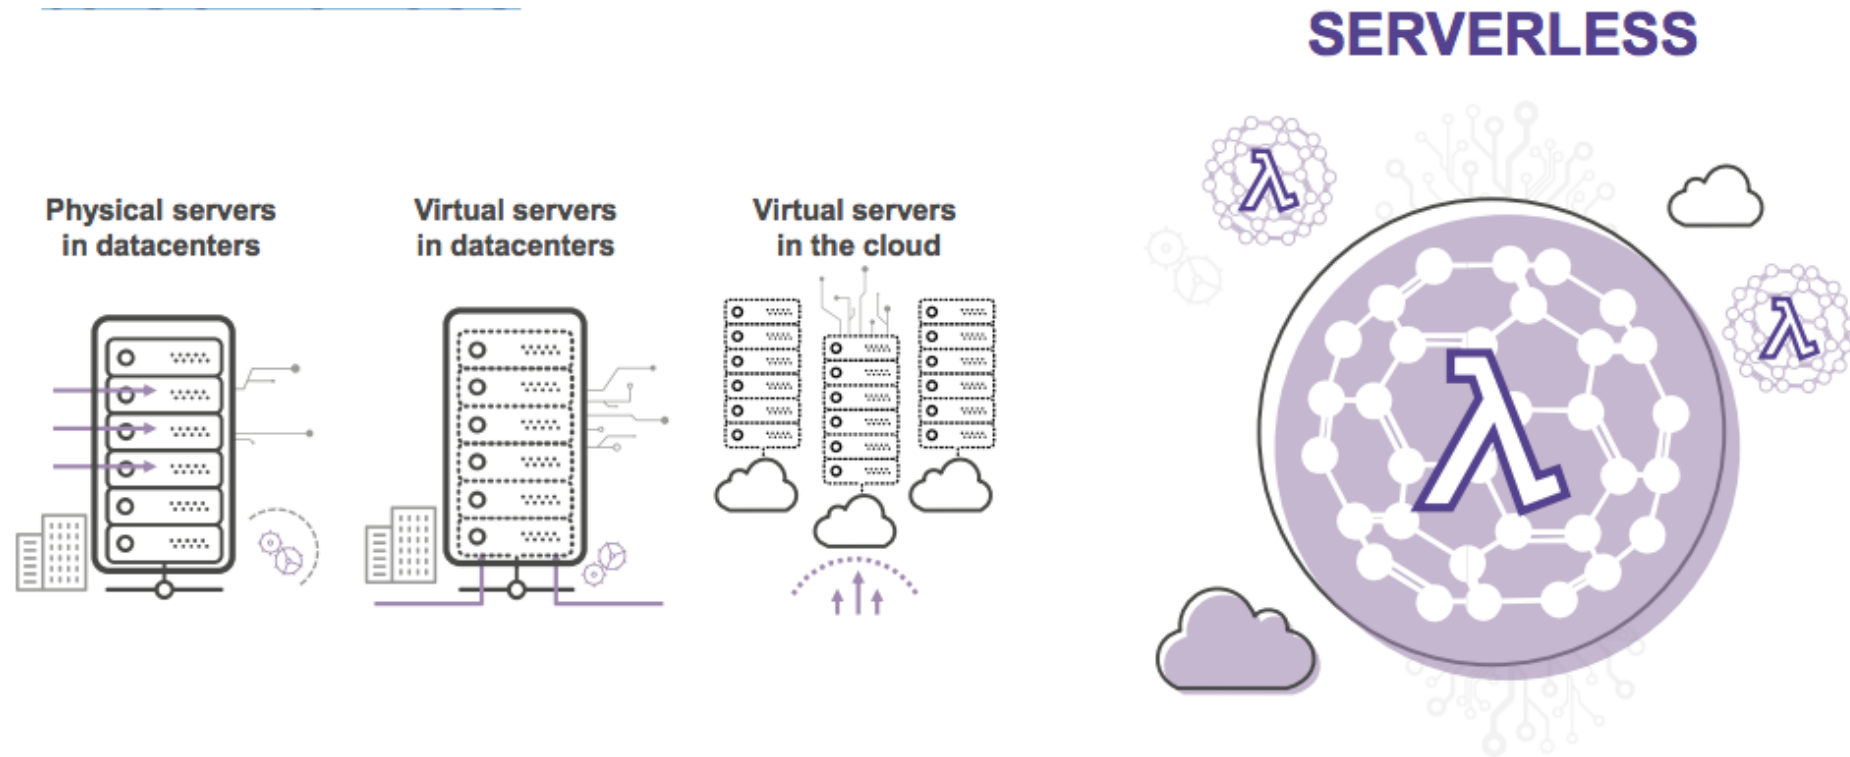 SERVERLESS
Physical servers
in datacenters
Virtual servers
in datacenters
Virtual servers
in the cloud
λ
λ
λ